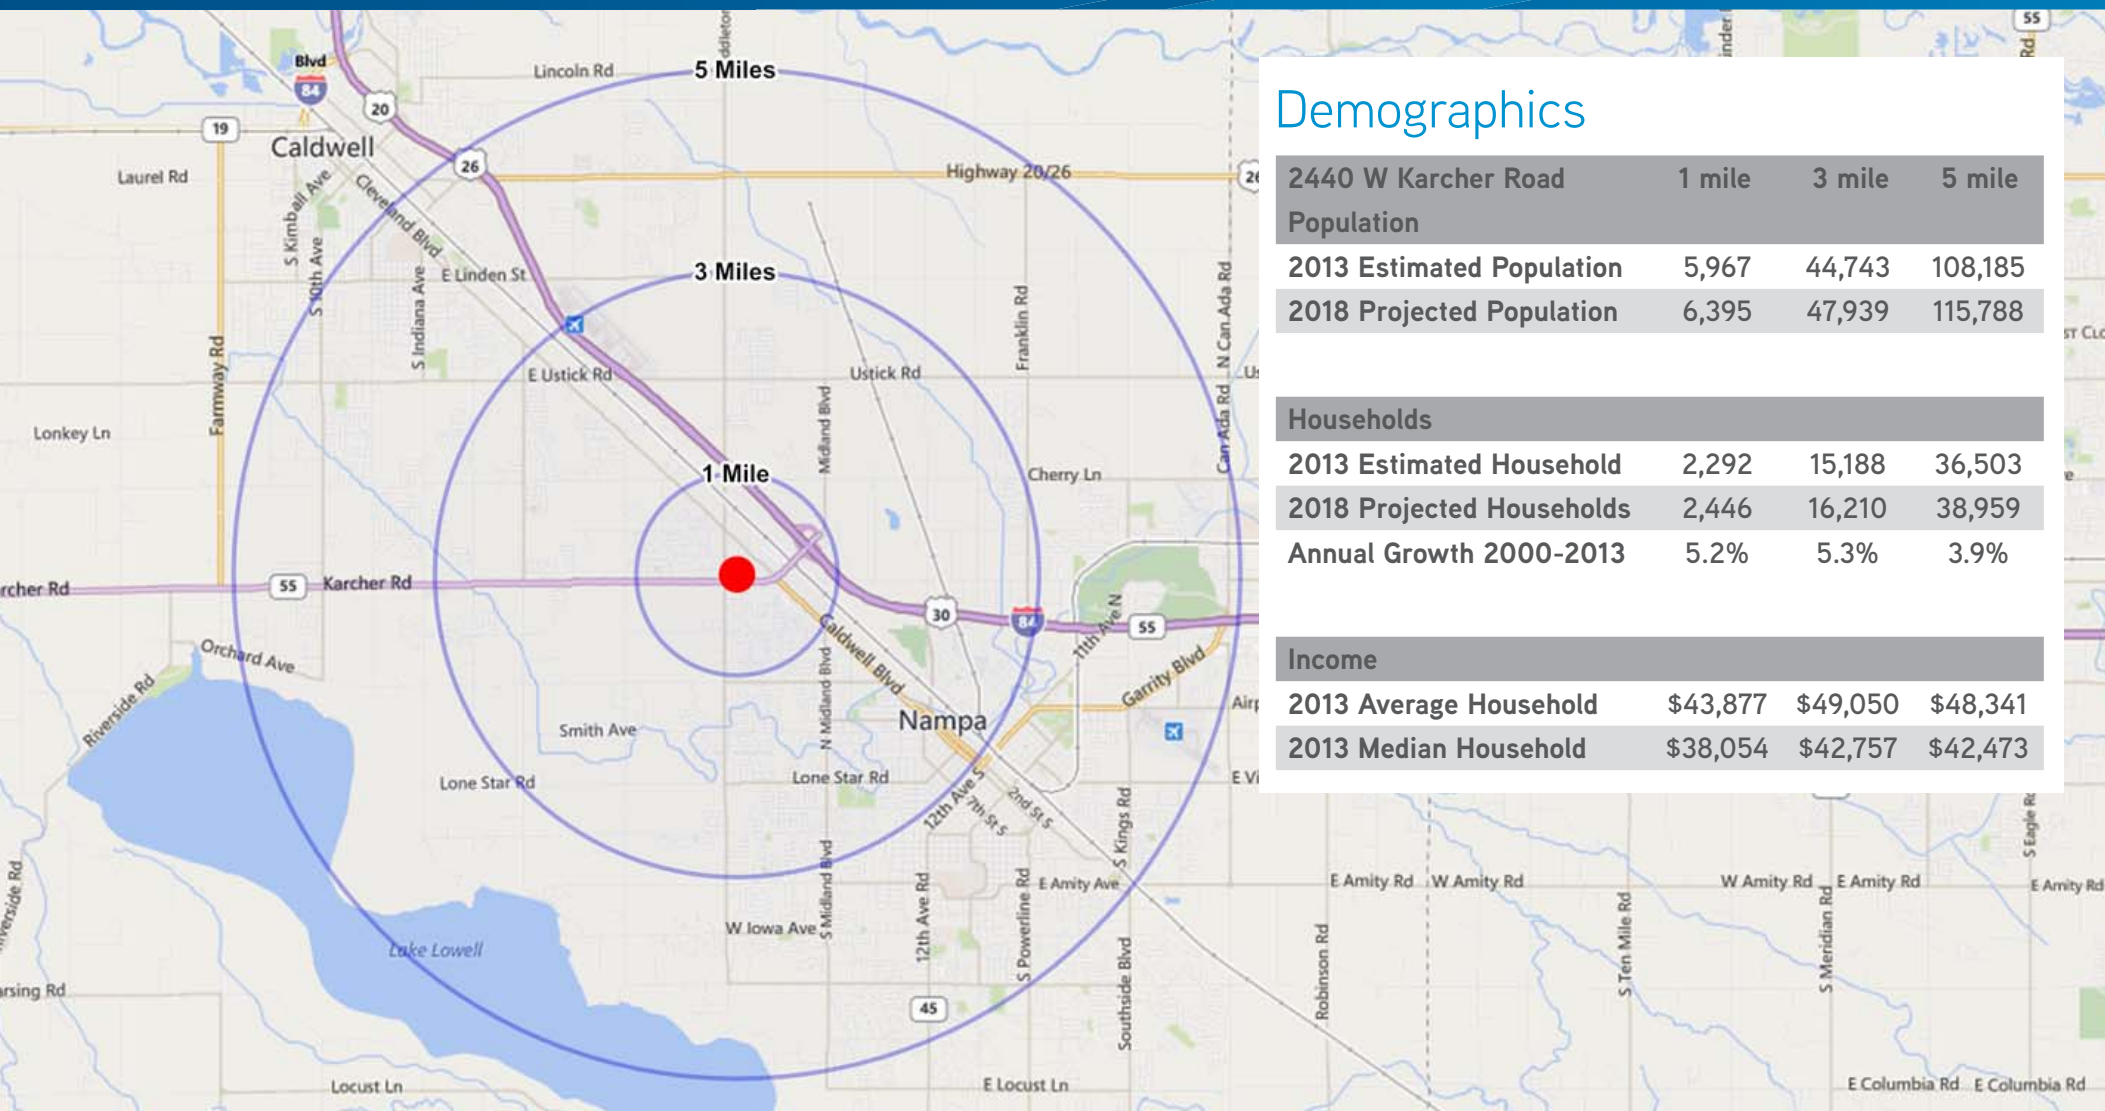 Blvd
84
20
19
Caldwell
26
Laurel Rd
Lincoln Rd
5 Miles
55
Highway 20/26
S Kimball Ave
Cleveland Blvd
S 10th Ave
S Indiana Ave
E Linden St
3 Miles
Franklin Rd
N Can Ada Rd
Can Ada Rd
Farmway Rd
E Ustick Rd
Ustick Rd
Midland Blvd
Lonkey Ln
1 Mile
Cherry Ln
rcher Rd
55
Karcher Rd
30
84
55
11th Ave N
Garrity Blvd
Orchard Ave
Riverside Rd
Caldwell Blvd
N Midland Blvd
Nampa
Smith Ave
Lone Star Rd
Lone Star Rd
12th Ave S
7th St S
2nd St S
S Kings Rd
S Midland Blvd
12th Ave Rd
S Powerline Rd
E Amity Ave
W Iowa Ave
Lake Lowell
Southside Blvd
45
Locust Ln
E Locust Ln
Demographics
2440 W Karcher Road 1 mile 3 mile 5 mile
Population
2013 Estimated Population 5,967 44,743 108,185
2018 Projected Population 6,395 47,939 115,788
Households
2013 Estimated Household 2,292 15,188 36,503
2018 Projected Households 2,446 16,210 38,959
Annual Growth 2000-2013 5.2% 5.3% 3.9%
Income
2013 Average Household $43,877 $49,050 $48,341
2013 Median Household $38,054 $42,757 $42,473
E Amity Rd
W Amity Rd
W Amity Rd
E Amity Rd
E Amity Rd
Robinson Rd
S Ten Mile Rd
S Meridian Rd
S Eagle Rd
E Columbia Rd
E Columbia Rd